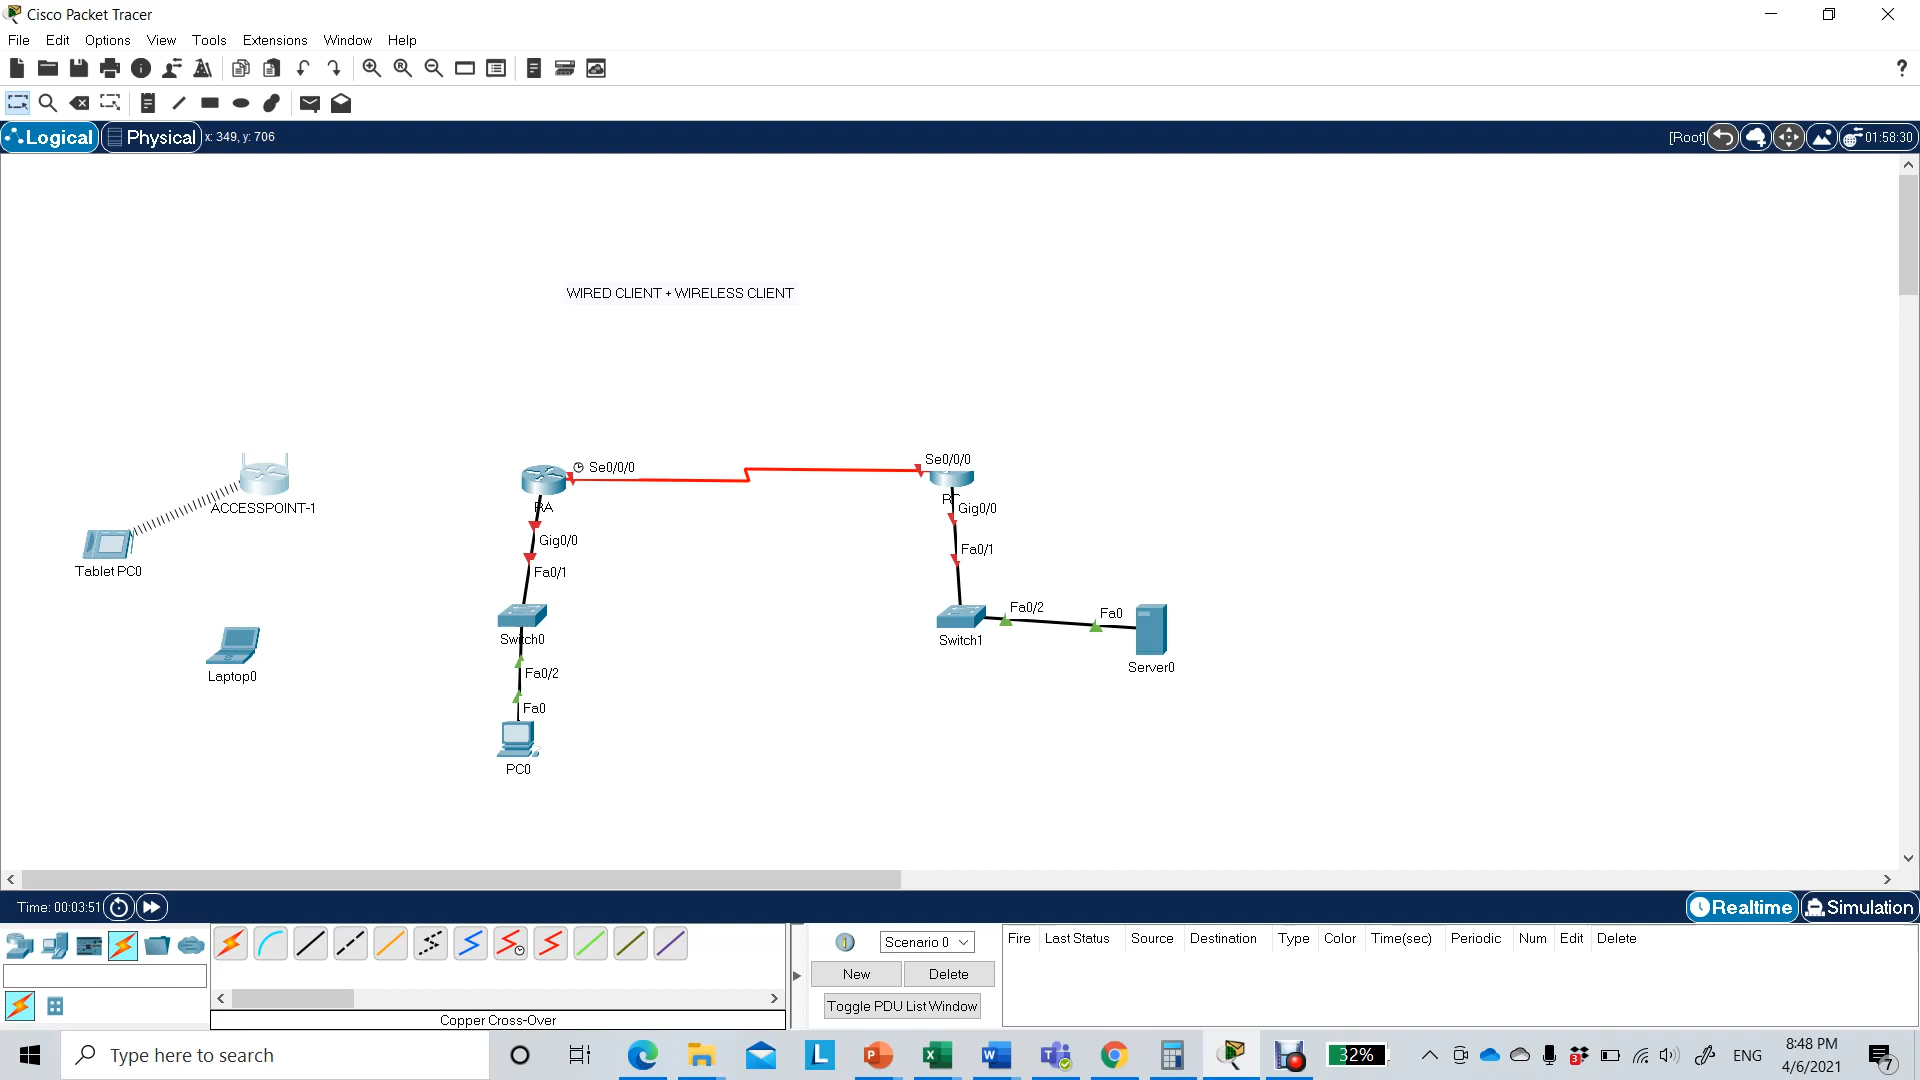 Cisco Packet Tracer
File Edit Options View Tools Extensions Window Help
?
Logical Physical x: 349, y: 706 [Root] 01:58:30
WIRED CLIENT + WIRELESS CLIENT
Se0/0/0
Se0/0/0
ACCESSPOINT-1
RA
Gig0/0
Gig0/0
Fa0/1
Fa0/1
Tablet PC0
Fa0/2
Fa0
Switch0
Switch1
Server0
Laptop0
Fa0/2
Fa0
PC0
Time: 00:03:51 Realtime Simulation
Scenario 0
Fire Last Status Source Destination Type Color Time(sec) Periodic Num Edit Delete
New Delete
Toggle PDU List Window
Copper Cross-Over
Type here to search
32%
ENG
8:48 PM
4/6/2021
7